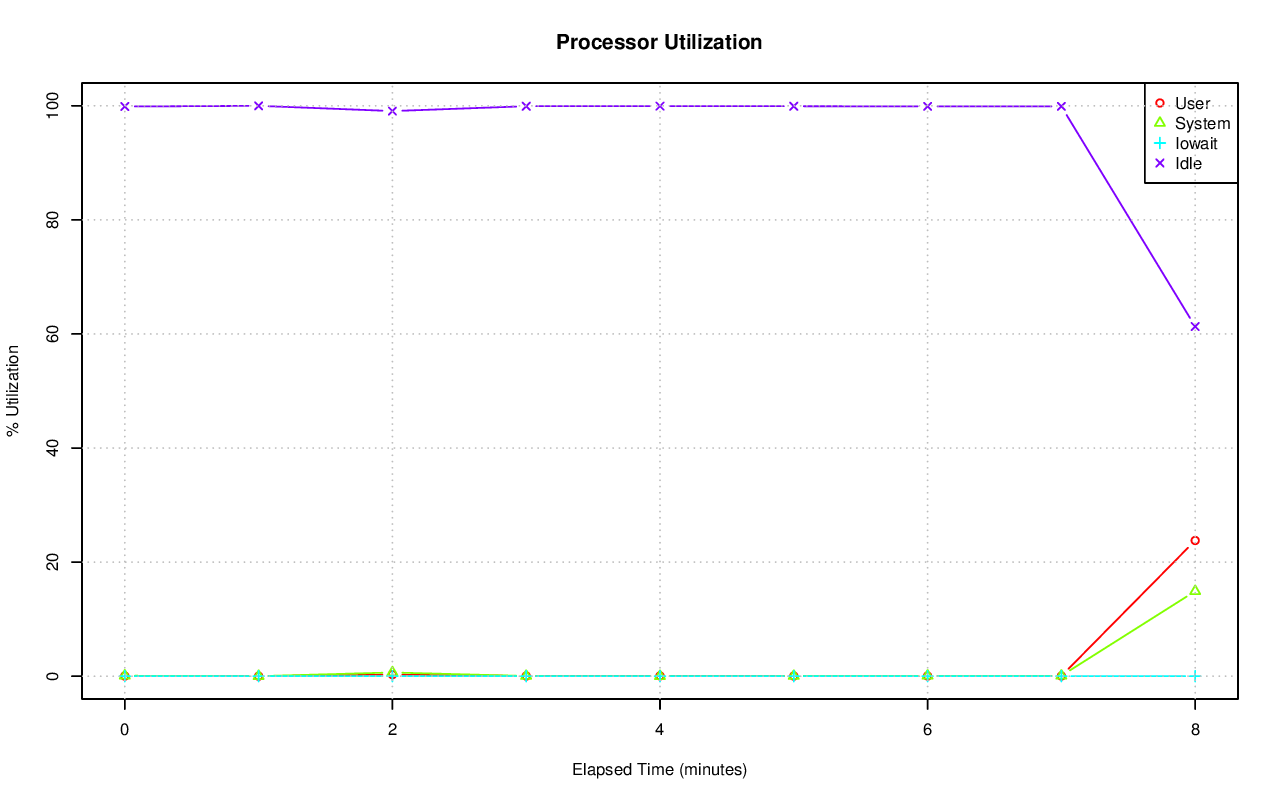 Processor Utilization
User
System
Iowait
Idle
% Utilization
100
80
60
40
20
0
0 2 4 6 8
Elapsed Time (minutes)